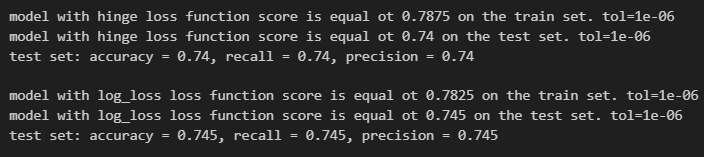 model with hinge loss function score is equal ot 0.7875 on the train set. tol=1e-06
model with hinge loss function score is equal ot 0.74 on the test set. tol=1e-06
test set: accuracy = 0.74, recall = 0.74, precision = 0.74
model with log_loss loss function score is equal ot 0.7825 on the train set. tol=1e-06
model with log_loss loss function score is equal ot 0.745 on the test set. tol=1e-06
test set: accuracy = 0.745, recall = 0.745, precision = 0.745